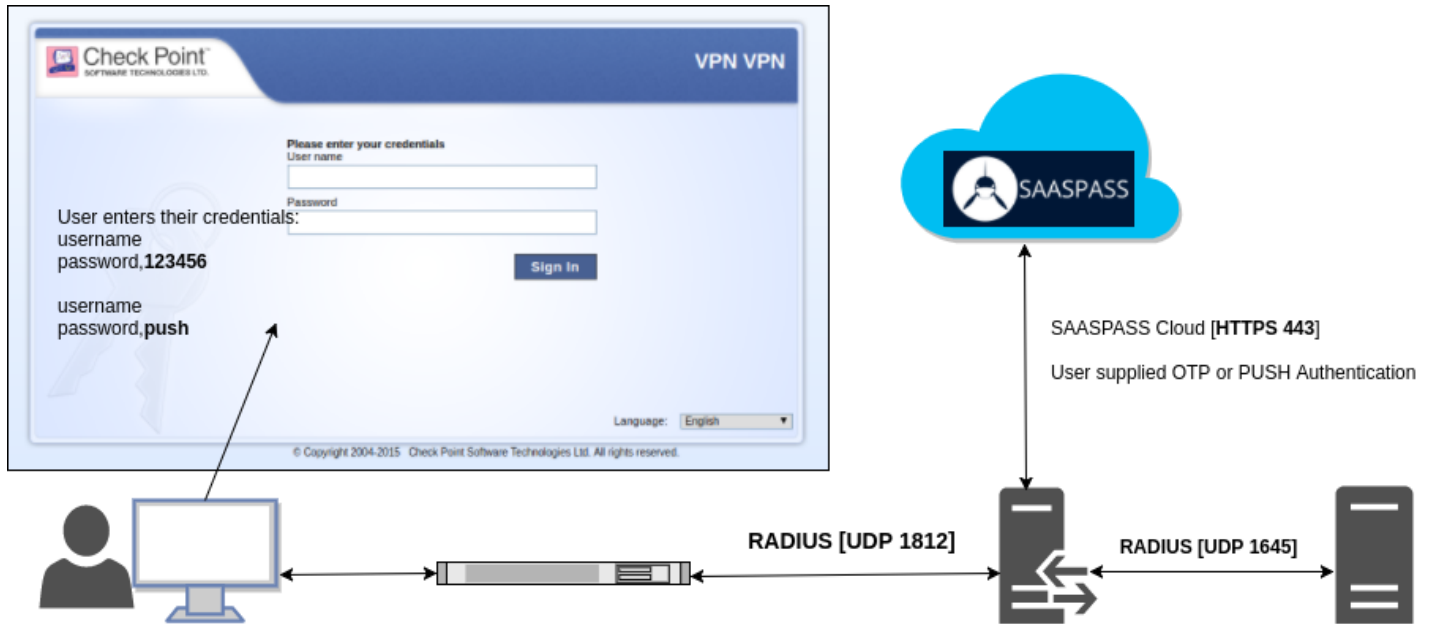 Check Point™
SOFTWARE TECHNOLOGIES LTD.
VPN VPN
Please enter your credentials
User name
Password
Sign In
User enters their credentials:
username
password,123456
username
password,push
Language: English
© Copyright 2004-2015 Check Point Software Technologies Ltd. All rights reserved.
SAASPASS
SAASPASS Cloud [HTTPS 443]
User supplied OTP or PUSH Authentication
RADIUS [UDP 1812]
RADIUS [UDP 1645]